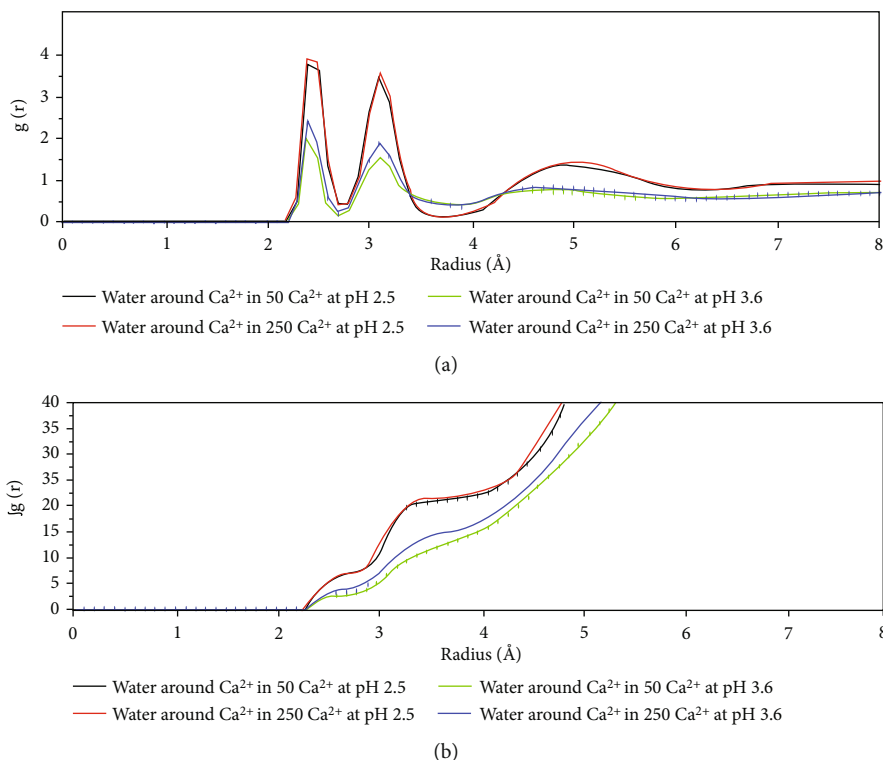 4
3
2
1
0
g (r)
0 1 2 3 4 5 6 7 8
Radius (Å)
Water around Ca²⁺ in 50 Ca²⁺ at pH 2.5 Water around Ca²⁺ in 50 Ca²⁺ at pH 3.6
Water around Ca²⁺ in 250 Ca²⁺ at pH 2.5 Water around Ca²⁺ in 250 Ca²⁺ at pH 3.6
(a)
40
35
30
25
20
15
10
5
0
∫g (r)
0 1 2 3 4 5 6 7 8
Radius (Å)
Water around Ca²⁺ in 50 Ca²⁺ at pH 2.5 Water around Ca²⁺ in 50 Ca²⁺ at pH 3.6
Water around Ca²⁺ in 250 Ca²⁺ at pH 2.5 Water around Ca²⁺ in 250 Ca²⁺ at pH 3.6
(b)